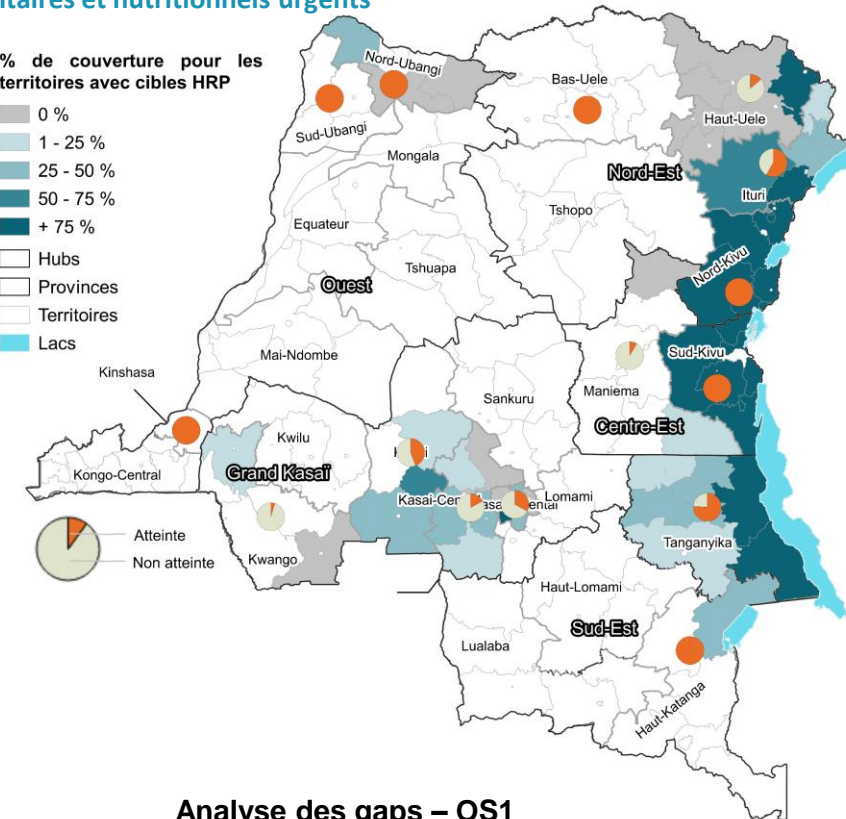 itaires et nutritionnels urgents
% de couverture pour les
territoires avec cibles HRP
0 %
1 - 25 %
25 - 50 %
50 - 75 %
+ 75 %
Hubs
Provinces
Territoires
Lacs
Nord-Ubangi
Sud-Ubangi
Bas-Uele
Haut-Uele
Mongala
Nord-Est
Ituri
Tshopo
Equateur
Tshuapa
Ouest
Nord-Kivu
Mai-Ndombe
Sud-Kivu
Kinshasa
Sankuru
Maniema
Centre-Est
Kwilu
Kongo-Central
Grand Kasaï
Kasai-Cen
Lomami
Kwango
Tanganyika
Atteinte
Non atteinte
Haut-Lomami
Sud-Est
Lualaba
Haut-Katanga
Analyse des gaps – OS1